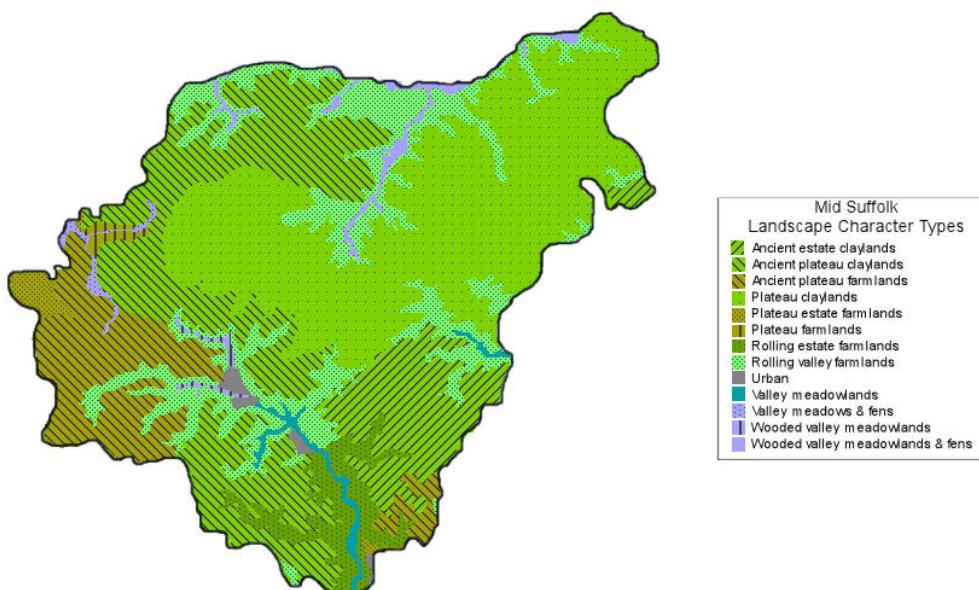 Mid Suffolk
Landscape Character Types
Ancient estate claylands
Ancient plateau claylands
Ancient plateau farmlands
Plateau claylands
Plateau estate farmlands
Plateau farmlands
Rolling estate farmlands
Rolling valley farmlands
Urban
Valley meadowlands
Valley meadows & fens
Wooded valley meadowlands
Wooded valley meadowlands & fens